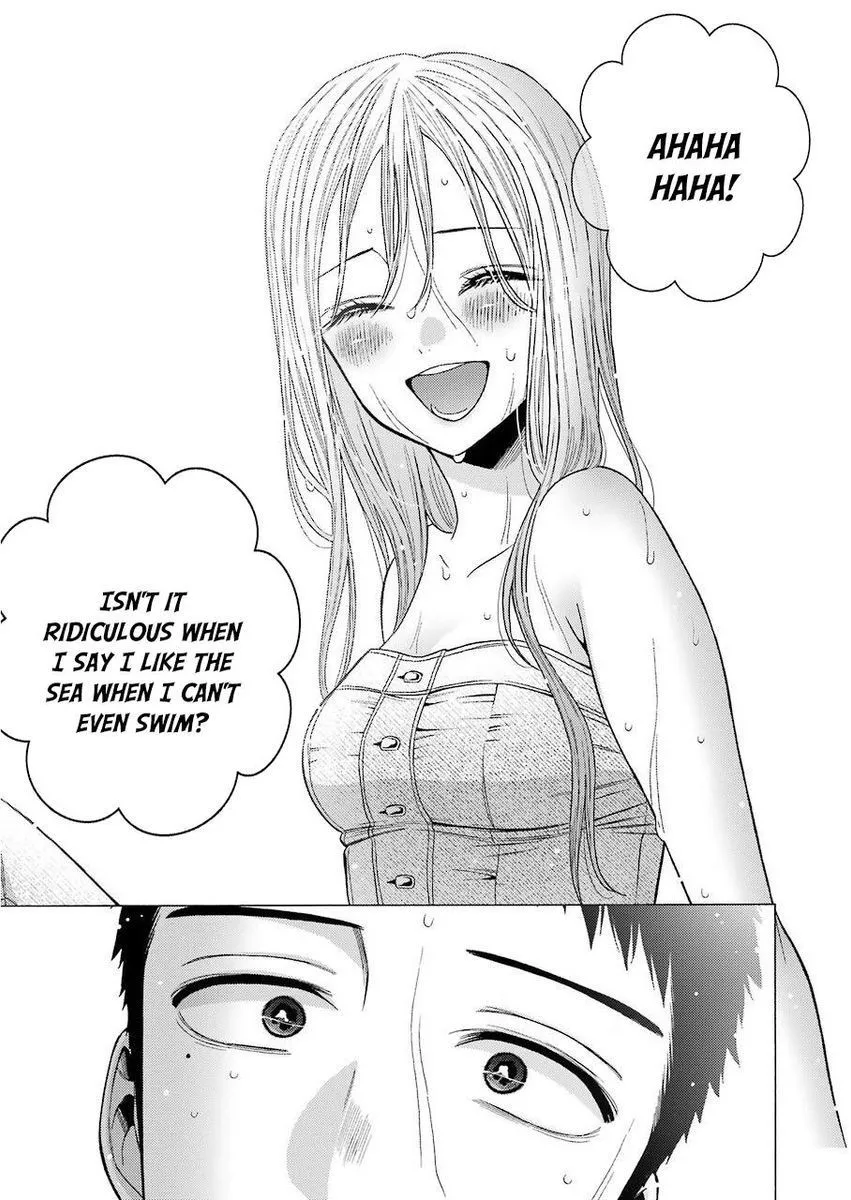 AHAHA
HAHA!
ISN'T IT
RIDICULOUS WHEN
I SAY I LIKE THE
SEA WHEN I CAN'T
EVEN SWIM?